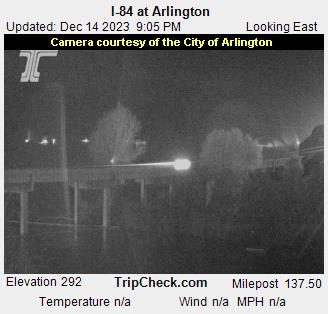 I-84 at Arlington
Updated: Dec 14 2023 9:05 PM Looking East
Camera courtesy of the City of Arlington
Elevation 292 TripCheck.com Milepost 137.50
Temperature n/a Wind n/a MPH n/a